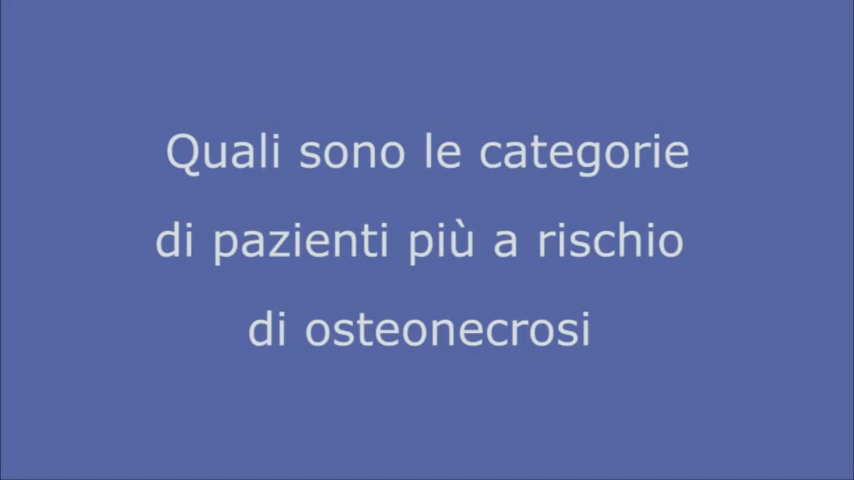 Quali sono le categorie
di pazienti più a rischio
di osteonecrosi